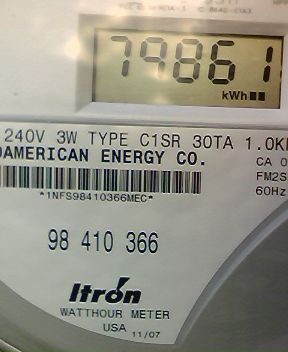 79861
kWh
240V 3W TYPE C1SR 30TA 1.0K
AMERICAN ENERGY CO.
CA 0
FM2S
*1NFS98410366MEC*
60Hz
98 410 366
Itron
WATTHOUR METER
USA 11/07